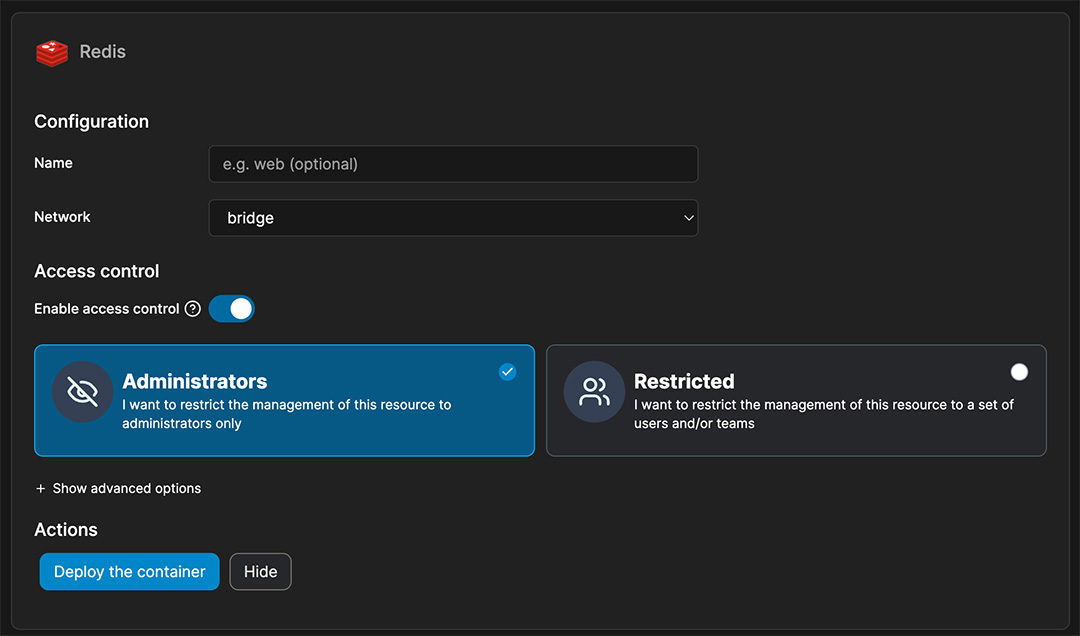 Redis
Configuration
Name
e.g. web (optional)
Network
bridge
Access control
Enable access control
Administrators
I want to restrict the management of this resource to
administrators only
Restricted
I want to restrict the management of this resource to a set of
users and/or teams
+ Show advanced options
Actions
Deploy the container
Hide